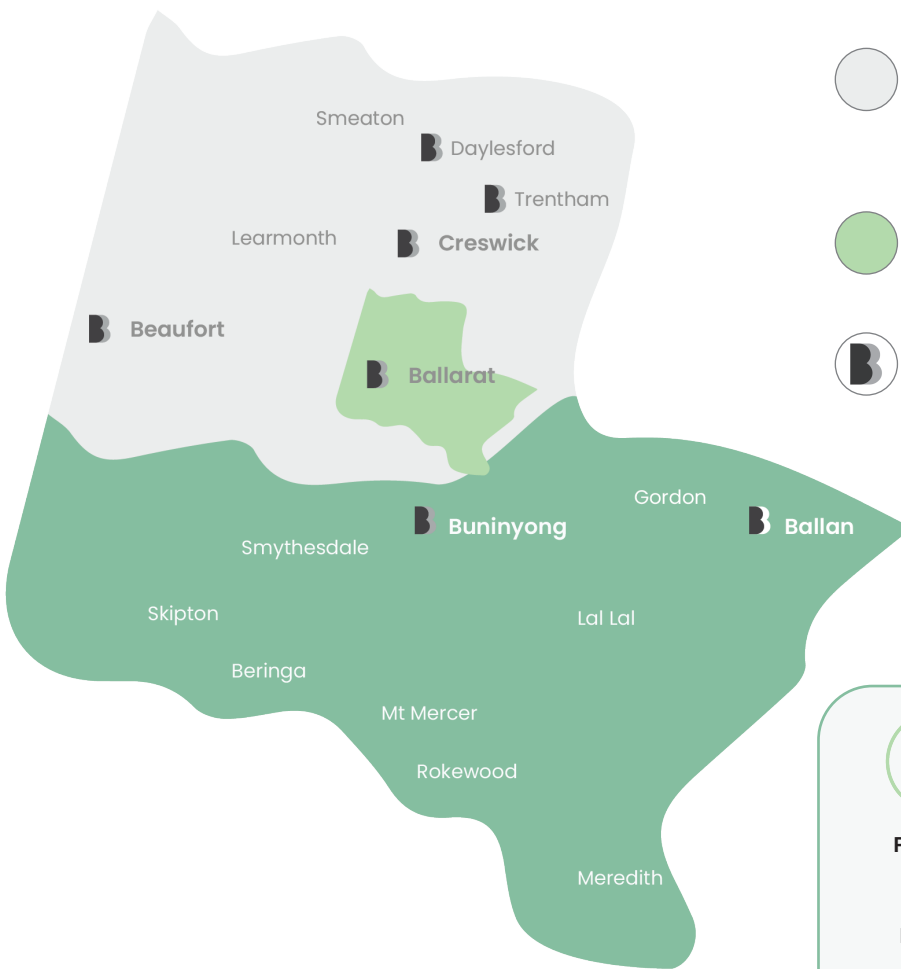 Smeaton
Daylesford
Trentham
Learmonth
Creswick
Beaufort
Ballarat
Gordon
Buninyong
Ballan
Smythesdale
Skipton
Lal Lal
Beringa
Mt Mercer
Rokewood
Meredith